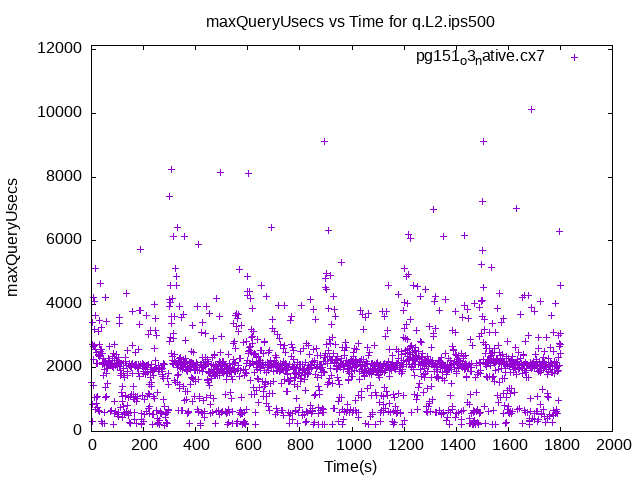 maxQueryUsecs vs Time for q.L2.ips500
pg151o3native.cx7
12000
10000
8000
6000
4000
2000
0
maxQueryUsecs
0 200 400 600 800 1000 1200 1400 1600 1800 2000
Time(s)